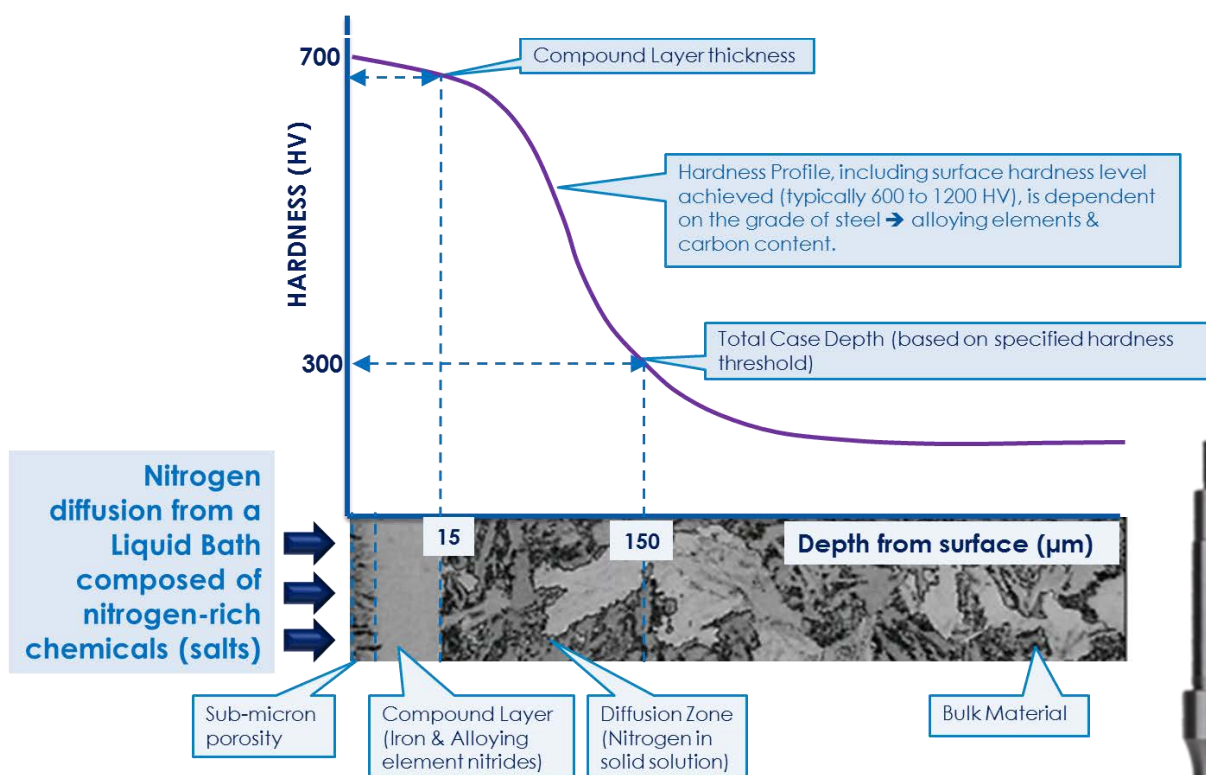 700
Compound Layer thickness
HARDNESS (HV)
Hardness Profile, including surface hardness level
achieved (typically 600 to 1200 HV), is dependent
on the grade of steel ➔ alloying elements &
carbon content.
Total Case Depth (based on specified hardness
threshold)
300
Nitrogen
diffusion from a
Liquid Bath
composed of
nitrogen-rich
chemicals (salts)
15
150
Depth from surface (µm)
Sub-micron
porosity
Compound Layer
(Iron & Alloying
element nitrides)
Diffusion Zone
(Nitrogen in
solid solution)
Bulk Material